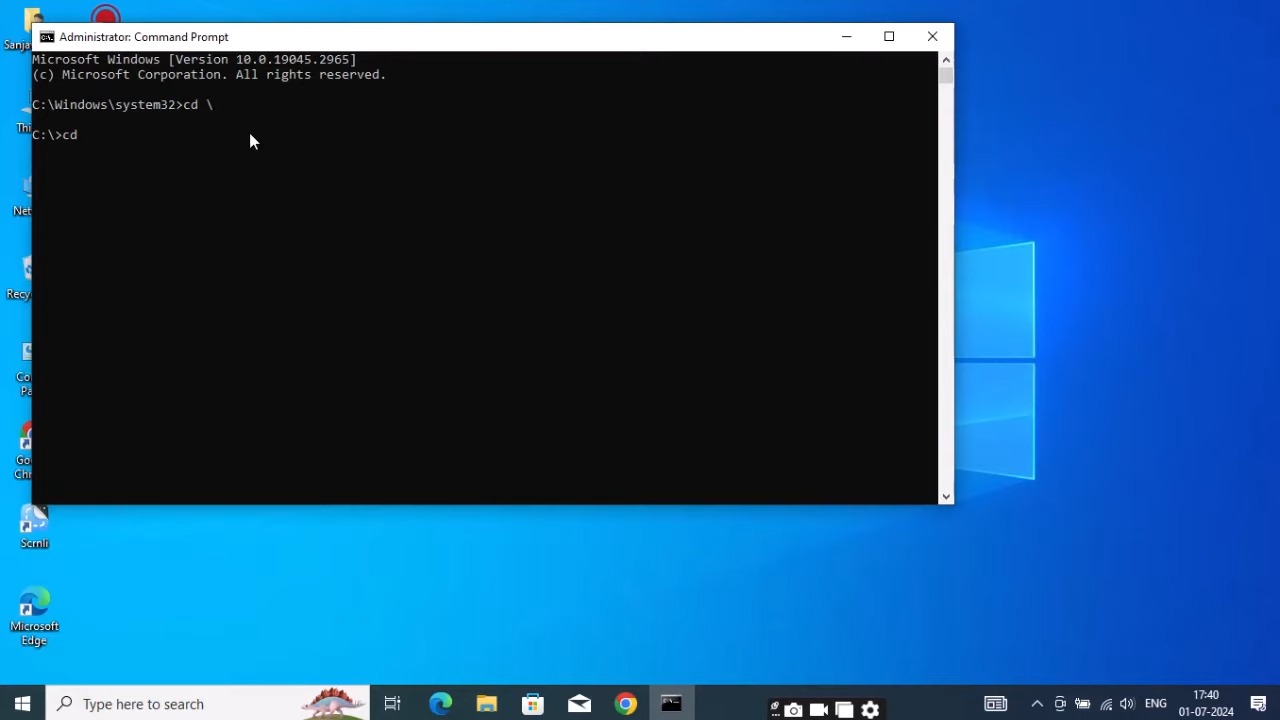 Sanja
Administrator: Command Prompt
Microsoft Windows [Version 10.0.19045.2965]
(c) Microsoft Corporation. All rights reserved.
C:\Windows\system32>cd \
C:\>cd
Thi
Net
Recy
Co
Pa
Go
Chr
Scrnli
Microsoft
Edge
Type here to search
ENG
17:40
01-07-2024